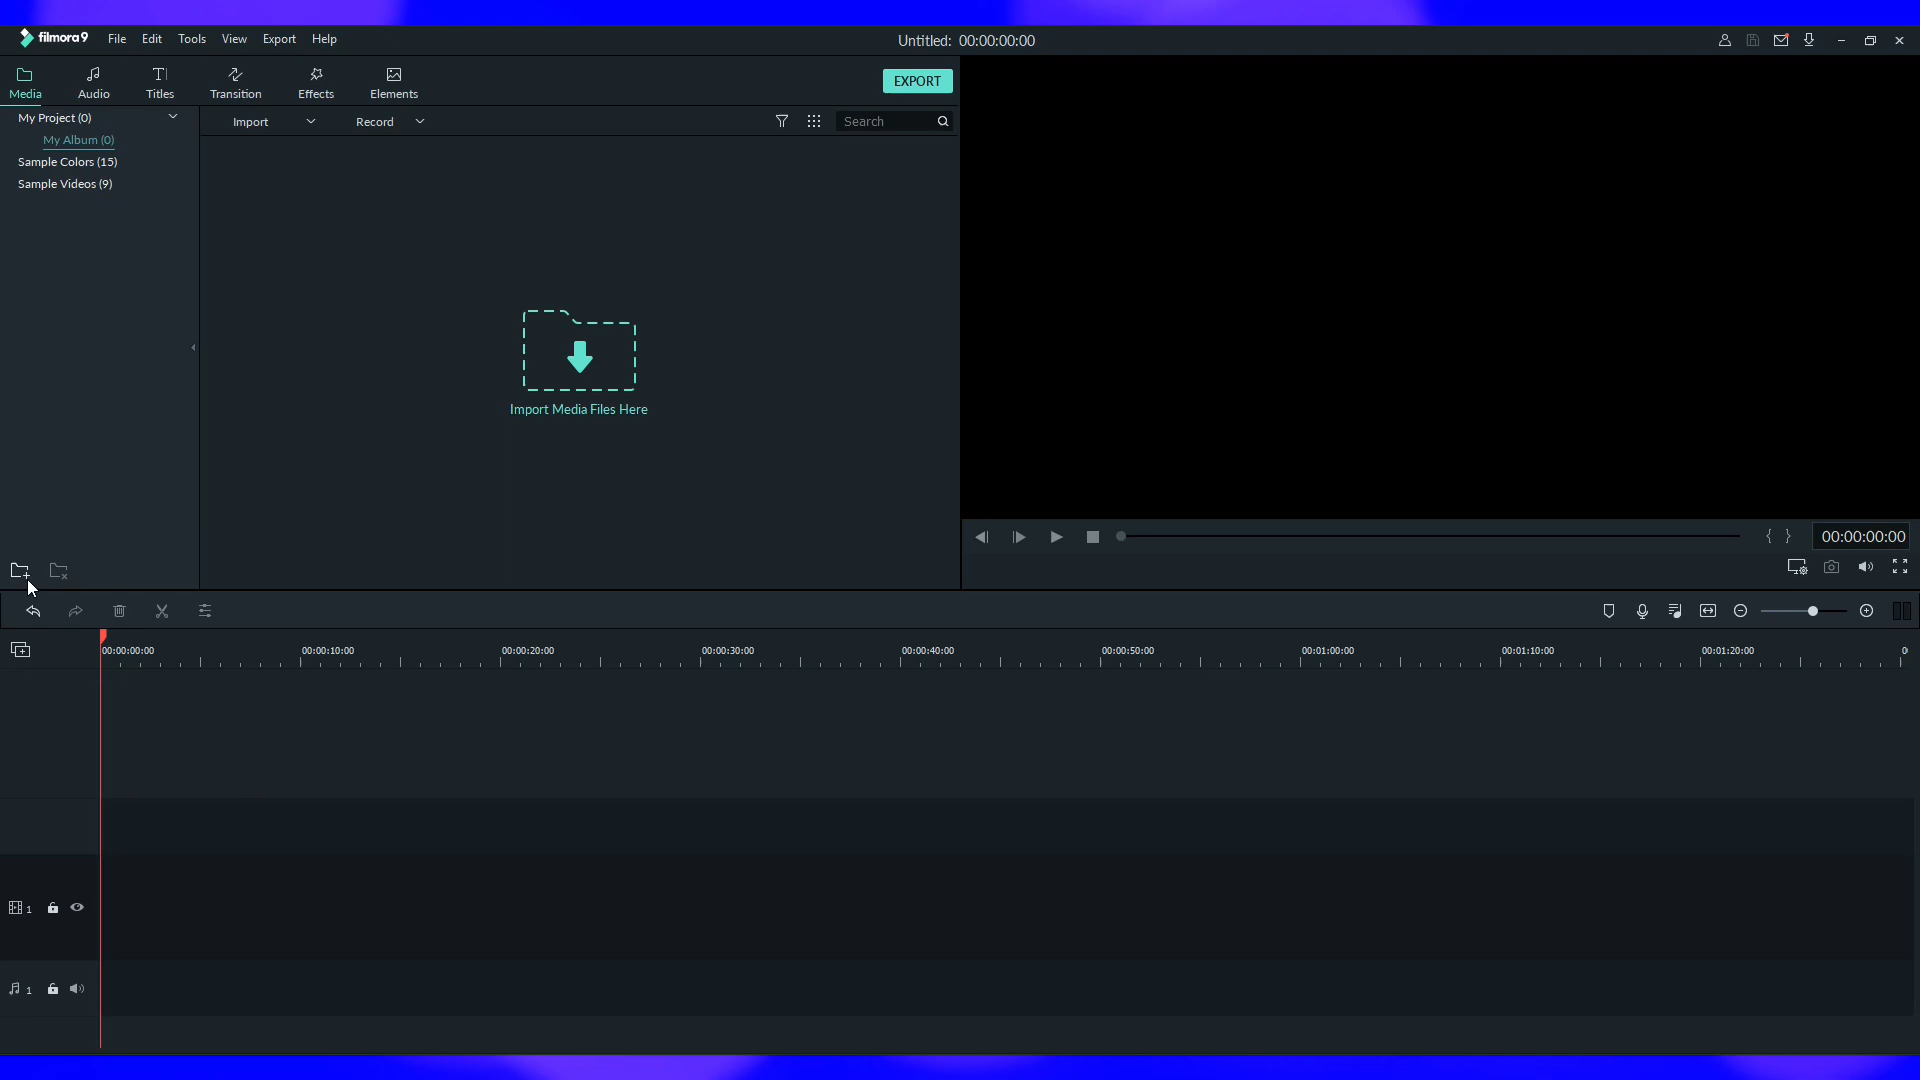 filmora9 File Edit Tools View Export Help Untitled: 00:00:00:00
Media Audio Titles Transition Effects Elements EXPORT
My Project (0) Import Record Search
My Album (0)
Sample Colors (15)
Sample Videos (9)
Import Media Files Here
{ } 00:00:00:00
00:00:00:00 00:00:10:00 00:00:20:00 00:00:30:00 00:00:40:00 00:00:50:00 00:01:00:00 00:01:10:00 00:01:20:00
1
1